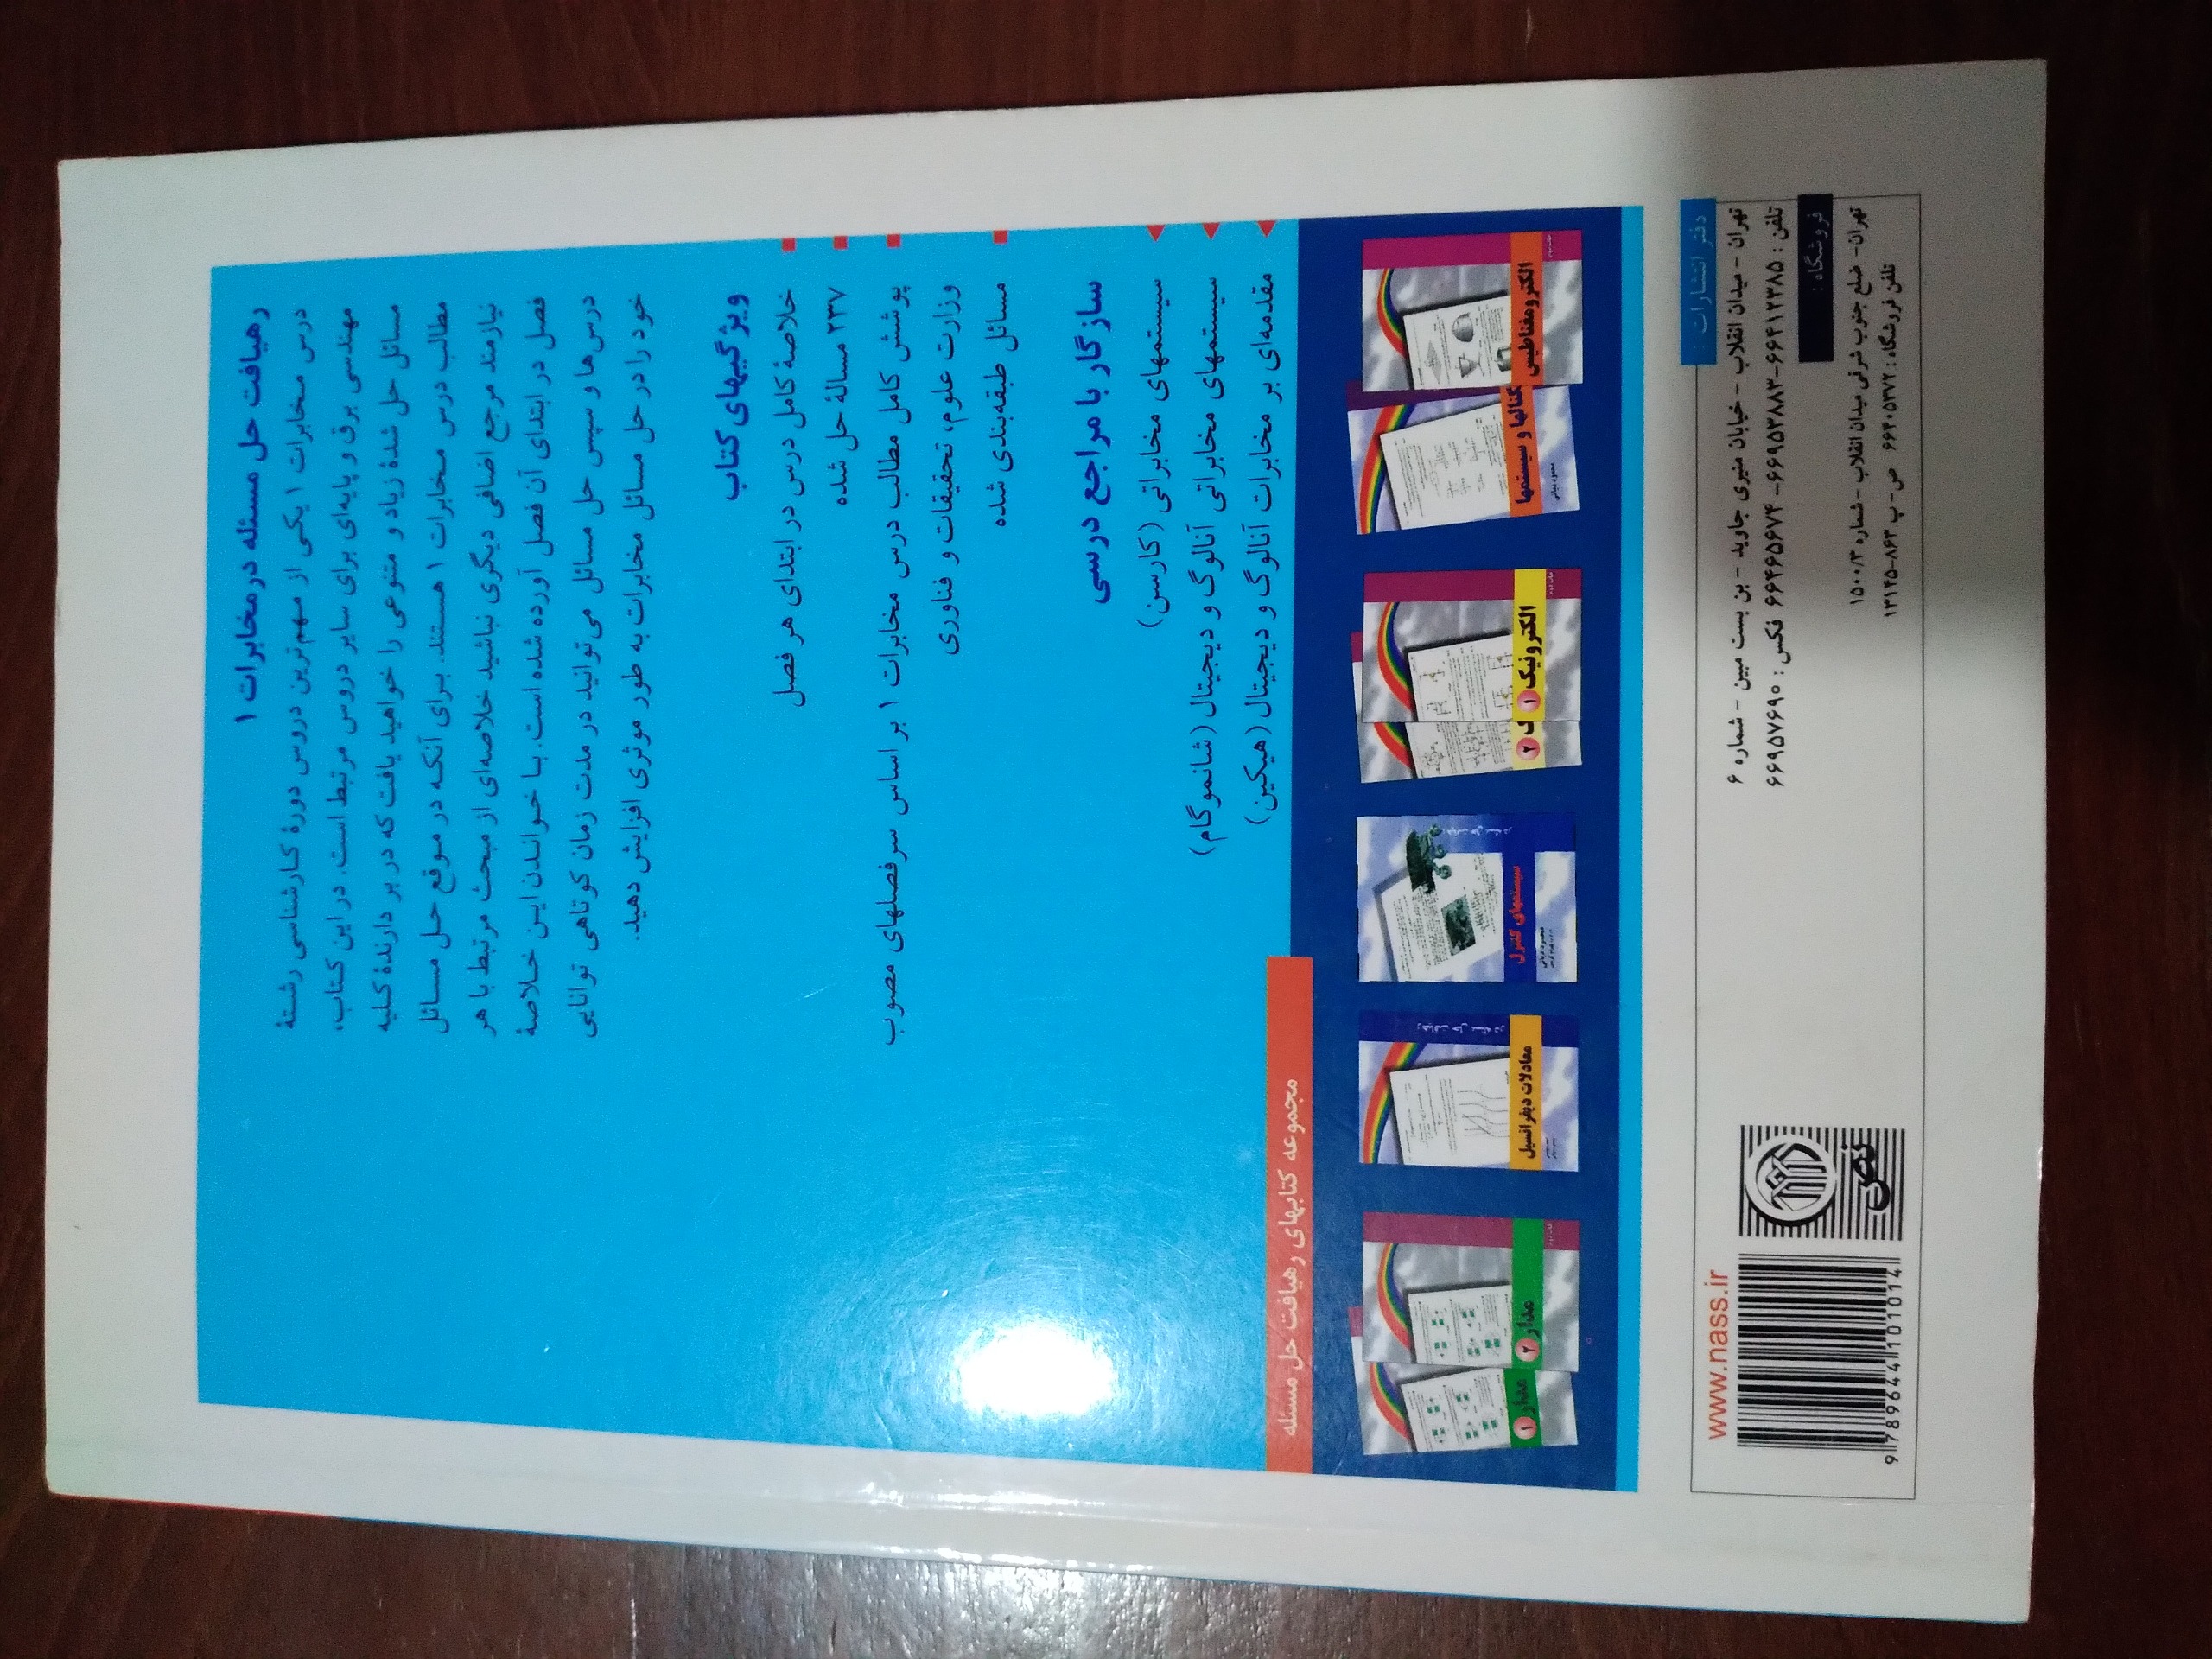 رهیافت حل مسئله در مخابرات ۱
درس مخابرات ۱ یکی از مهم‌ترین دروس دورهٔ کارشناسی رشتهٔ
مهندسی برق و پایه‌ای برای سایر دروس مرتبط است. در این کتاب،
مسائل حل شدهٔ زیاد و متنوعی را خواهید یافت که در بر دارندهٔ کلیه
مطالب درس مخابرات ۱ هستند. برای آنکه در موقع حل مسائل
نیازمند مرجع اضافی دیگری نباشید خلاصه‌ای از مبحث مرتبط با هر
فصل در ابتدای آن فصل آورده شده است. با خواندن این خلاصهٔ
درس‌ها و سپس حل مسائل می‌توانید در مدت زمان کوتاهی توانایی
خود را در حل مسائل مخابرات به طور موثری افزایش دهید.
ویژگیهای کتاب
خلاصهٔ کامل درس در ابتدای هر فصل
۲۳۷ مسالهٔ حل شده
پوشش کامل مطالب درس مخابرات ۱ بر اساس سرفصلهای مصوب
وزارت علوم، تحقیقات و فناوری
مسائل طبقه‌بندی شده
سازگار با مراجع درسی
سیستمهای مخابراتی (کارسن)
سیستمهای مخابراتی آنالوگ و دیجیتال (شانموگام)
مقدمه‌ای بر مخابرات آنالوگ و دیجیتال (هیکین)
مجموعه کتابهای رهیافت حل مسئله
مدار ۱
مدار ۲
معادلات دیفرانسیل
سیستمهای کنترل
ک ۲
الکترونیک ۱
گنالها و سیستمها
الکترومغناطیس
دفتر انتشارات :
تهران - میدان انقلاب - خیابان منیری جاوید - بن بست مبین - شماره ۶
تلفن : ۶۶۴۱۲۳۸۵-۶۶۹۵۳۸۸۳-۶۶۴۶۵۶۷۴ فکس : ۶۶۹۵۷۶۹۰
فروشگاه :
تهران- ضلع جنوب شرقی میدان انقلاب - شماره ۱۵۰۰/۳
تلفن فروشگاه : ۶۶۴۰۵۳۷۲ ص-پ ۸۶۳-۱۳۱۴۵
نص
www.nass.ir
9 789644 101014